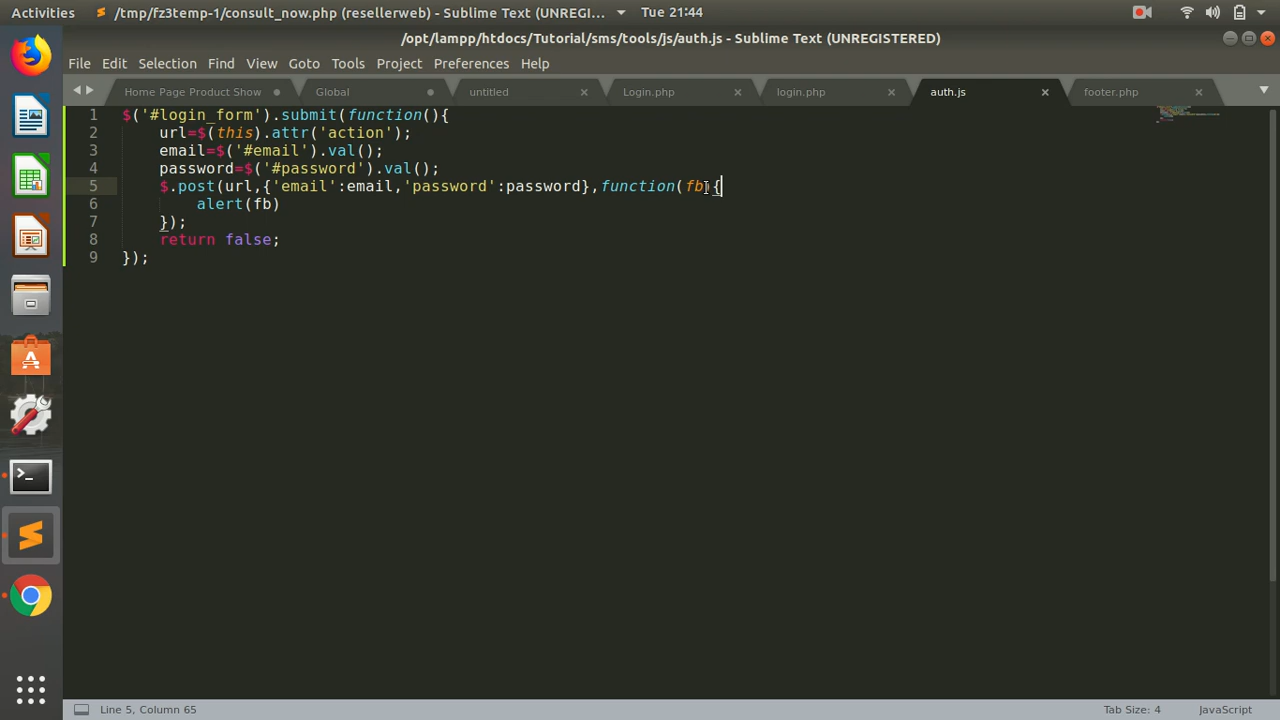 Activities /tmp/fz3temp-1/consult_now.php (resellerweb) - Sublime Text (UNREGI... Tue 21:44
/opt/lampp/htdocs/Tutorial/sms/tools/js/auth.js - Sublime Text (UNREGISTERED)
File Edit Selection Find View Goto Tools Project Preferences Help
Home Page Product Show Global untitled Login.php login.php auth.js footer.php
1 $('#login_form').submit(function(){
2 url=$(this).attr('action');
3 email=$('#email').val();
4 password=$('#password').val();
5 $.post(url,{'email':email,'password':password},function(fb){
6 alert(fb)
7 });
8 return false;
9 });
Line 5, Column 65 Tab Size: 4 JavaScript